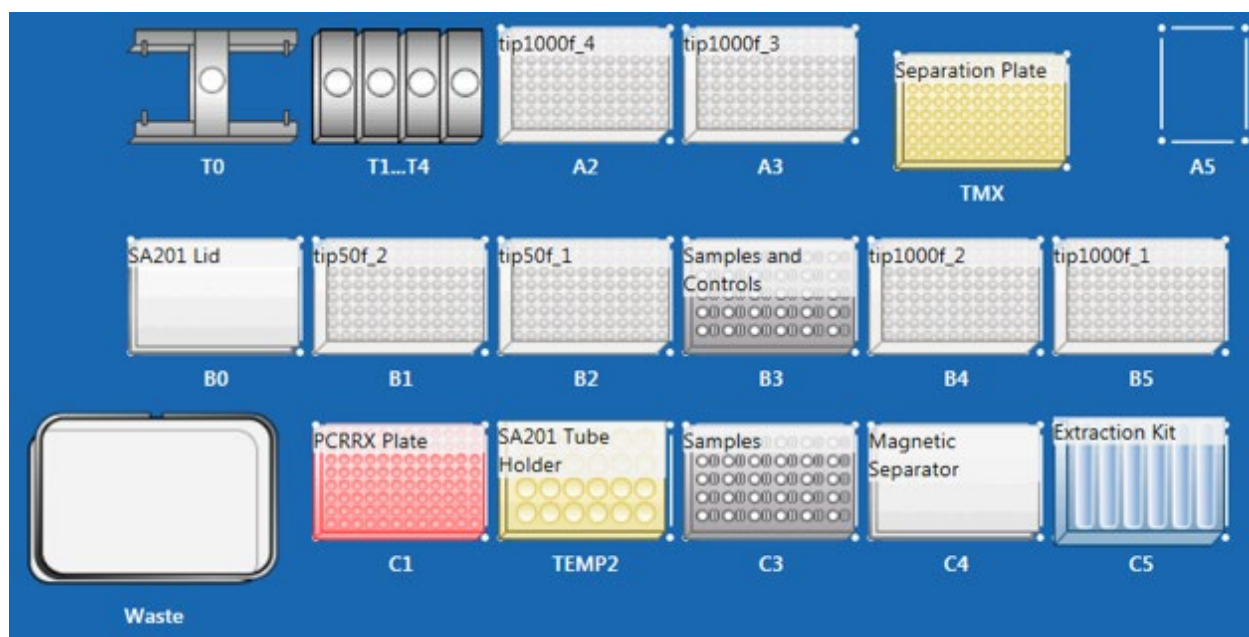 tip1000f_4
tip1000f_3
Separation Plate
T0
T1...T4
A2
A3
TMX
A5
SA201 Lid
tip50f_2
tip50f_1
Samples and
Controls
tip1000f_2
tip1000f_1
B0
B1
B2
B3
B4
B5
PCRRX Plate
SA201 Tube
Holder
Samples
Magnetic
Separator
Extraction Kit
C1
TEMP2
C3
C4
C5
Waste